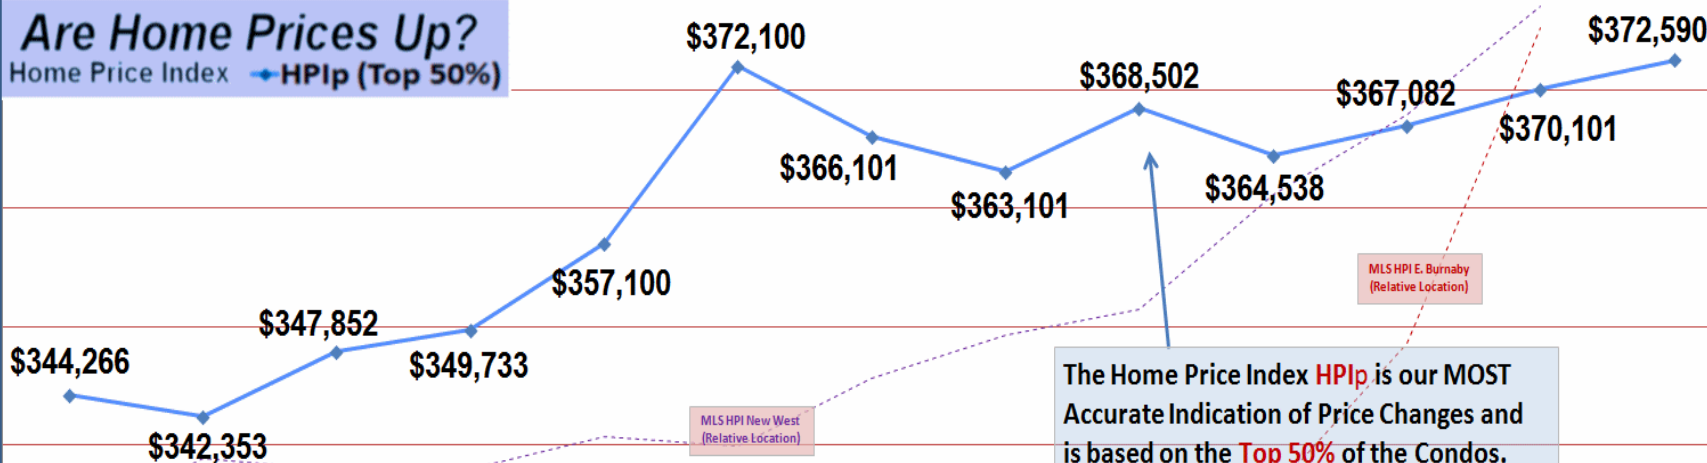 Are Home Prices Up?
Home Price Index HPIp (Top 50%)
$344,266
$342,353
$347,852
$349,733
$357,100
$372,100
$366,101
$363,101
$368,502
$364,538
$367,082
$370,101
$372,590
MLS HPI New West
(Relative Location)
MLS HPI E. Burnaby
(Relative Location)
The Home Price Index HPIp is our MOST
Accurate Indication of Price Changes and
is based on the Top 50% of the Condos.